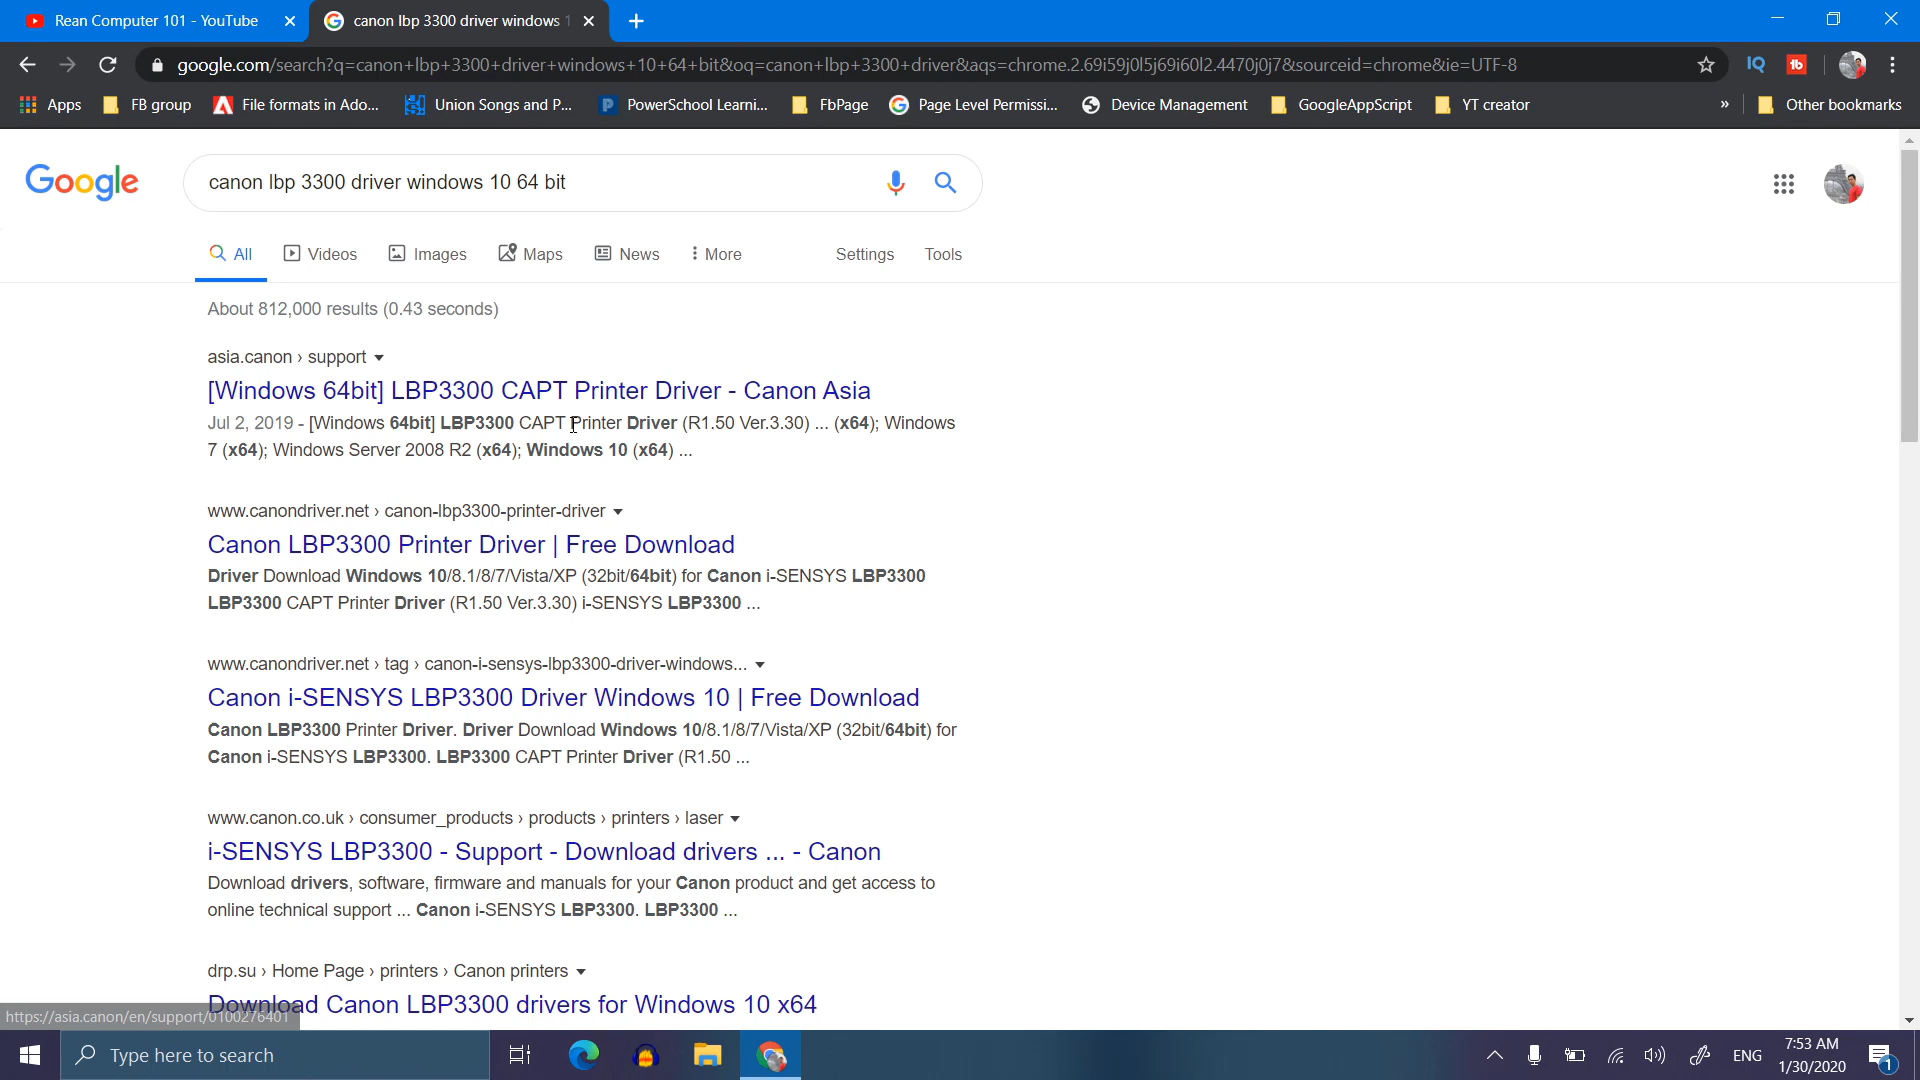 Rean Computer 101 - YouTube
canon lbp 3300 driver windows 1
google.com/search?q=canon+lbp+3300+driver+windows+10+64+bit&oq=canon+lbp+3300+driver&aqs=chrome.2.69i59j0l5j69i60l2.4470j0j7&sourceid=chrome&ie=UTF-8
IQ
Apps
FB group
File formats in Ado...
Union Songs and P...
PowerSchool Learni...
FbPage
Page Level Permissi...
Device Management
GoogleAppScript
YT creator
»
Other bookmarks
Google
canon lbp 3300 driver windows 10 64 bit
All
Videos
Images
Maps
News
More
Settings
Tools
About 812,000 results (0.43 seconds)
asia.canon › support
[Windows 64bit] LBP3300 CAPT Printer Driver - Canon Asia
Jul 2, 2019 - [Windows 64bit] LBP3300 CAPT Printer Driver (R1.50 Ver.3.30) ... (x64); Windows
7 (x64); Windows Server 2008 R2 (x64); Windows 10 (x64) ...
www.canondriver.net › canon-lbp3300-printer-driver
Canon LBP3300 Printer Driver | Free Download
Driver Download Windows 10/8.1/8/7/Vista/XP (32bit/64bit) for Canon i-SENSYS LBP3300
LBP3300 CAPT Printer Driver (R1.50 Ver.3.30) i-SENSYS LBP3300 ...
www.canondriver.net › tag › canon-i-sensys-lbp3300-driver-windows...
Canon i-SENSYS LBP3300 Driver Windows 10 | Free Download
Canon LBP3300 Printer Driver. Driver Download Windows 10/8.1/8/7/Vista/XP (32bit/64bit) for
Canon i-SENSYS LBP3300. LBP3300 CAPT Printer Driver (R1.50 ...
www.canon.co.uk › consumer_products › products › printers › laser
i-SENSYS LBP3300 - Support - Download drivers ... - Canon
Download drivers, software, firmware and manuals for your Canon product and get access to
online technical support ... Canon i-SENSYS LBP3300. LBP3300 ...
drp.su › Home Page › printers › Canon printers
Download Canon LBP3300 drivers for Windows 10 x64
https://asia.canon/en/support/0100276401
Type here to search
ENG
7:53 AM
1/30/2020
1